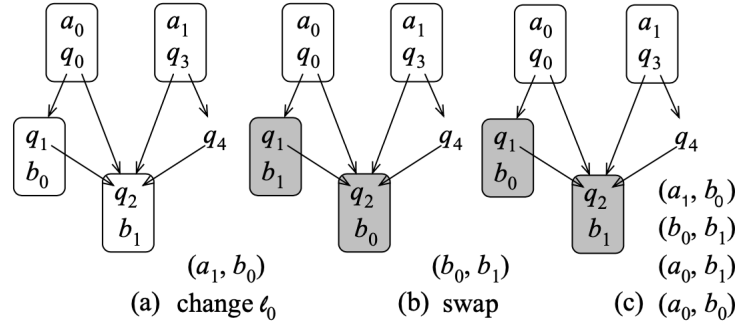 a₀ a₁ a₀ a₁ a₀ a₁
q₀ q₃ q₀ q₃ q₀ q₃
q₁ q₄ q₁ q₄ q₁ q₄
b₀ b₁ b₀
q₂ q₂ q₂
b₁ b₀ b₁
(a₁, b₀)
(b₀, b₁)
(a₁, b₀) (b₀, b₁) (a₀, b₁)
(a) change ℓ₀ (b) swap (c) (a₀, b₀)